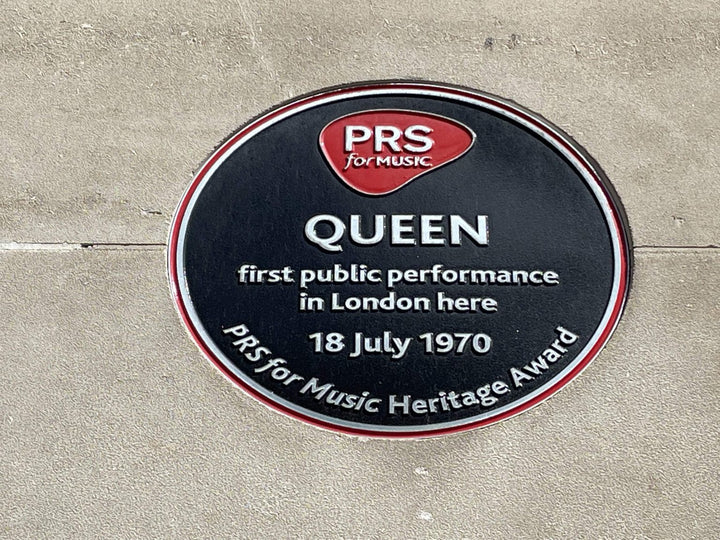 PRS
for MUSIC
QUEEN
first public performance
in London here
18 July 1970
PRS for Music Heritage Award